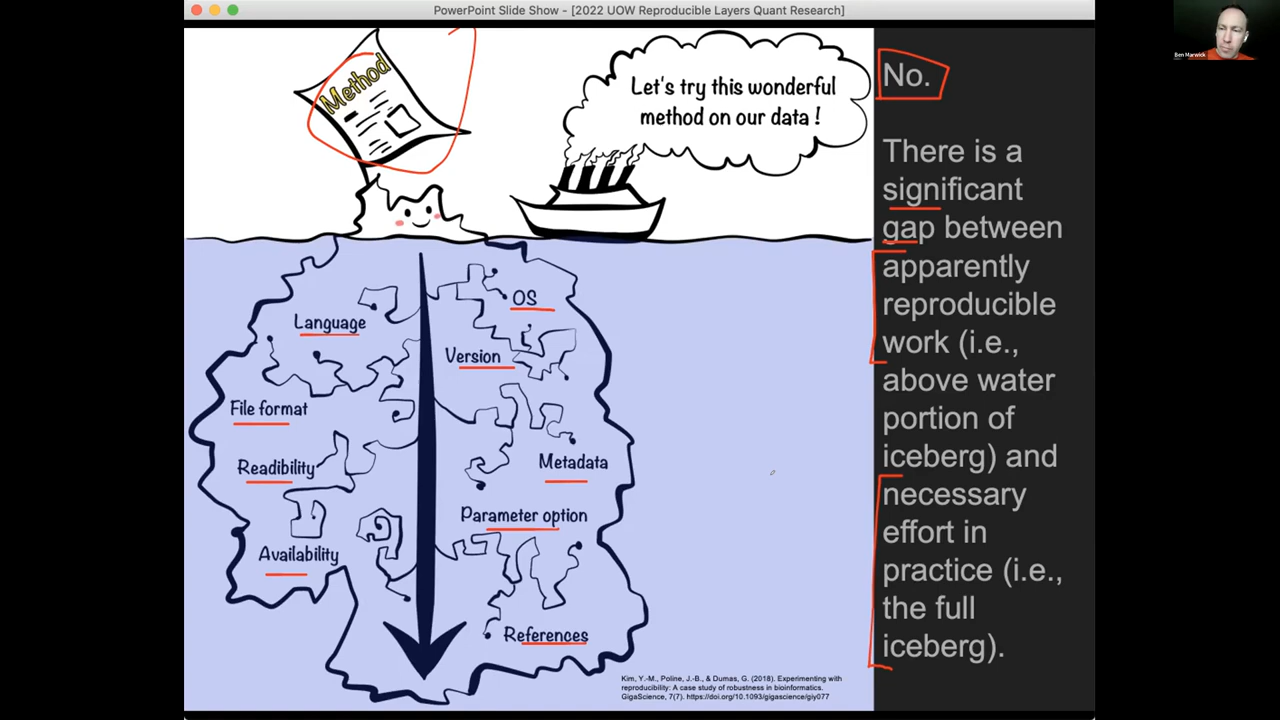 PowerPoint Slide Show - [2022 UOW Reproducible Layers Quant Research]
Ben Marwick
Method
Let's try this wonderful
method on our data !
No.
There is a
significant
gap between
apparently
reproducible
work (i.e.,
above water
portion of
iceberg) and
necessary
effort in
practice (i.e.,
the full
iceberg).
OS
Language
Version
File format
Metadata
Readibility
Parameter option
Availability
References
Kim, Y.-M., Poline, J.-B., & Dumas, G. (2018). Experimenting with
reproducibility: A case study of robustness in bioinformatics.
GigaScience, 7(7). https://doi.org/10.1093/gigascience/giy077